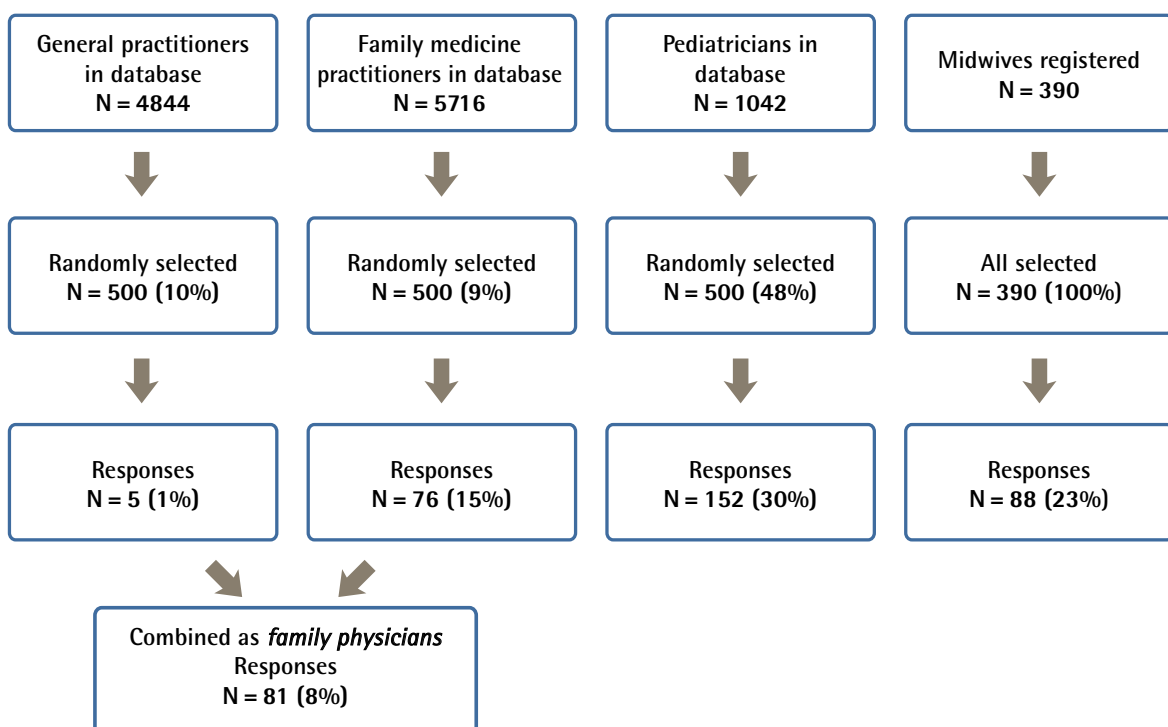 General practitioners
in database
N = 4844
Family medicine
practitioners in database
N = 5716
Pediatricians in
database
N = 1042
Midwives registered
N = 390
Randomly selected
N = 500 (10%)
Randomly selected
N = 500 (9%)
Randomly selected
N = 500 (48%)
All selected
N = 390 (100%)
Responses
N = 5 (1%)
Responses
N = 76 (15%)
Responses
N = 152 (30%)
Responses
N = 88 (23%)
Combined as family physicians
Responses
N = 81 (8%)